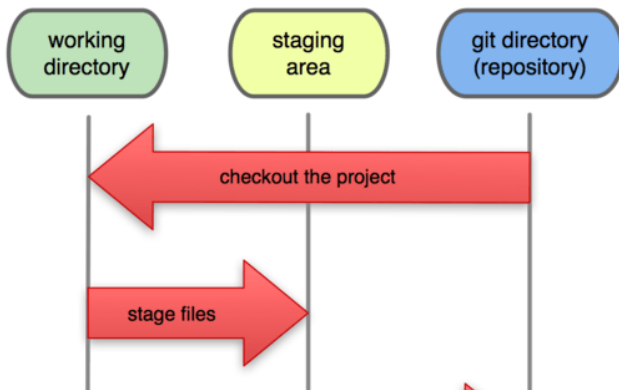 working
directory
staging
area
git directory
(repository)
checkout the project
stage files